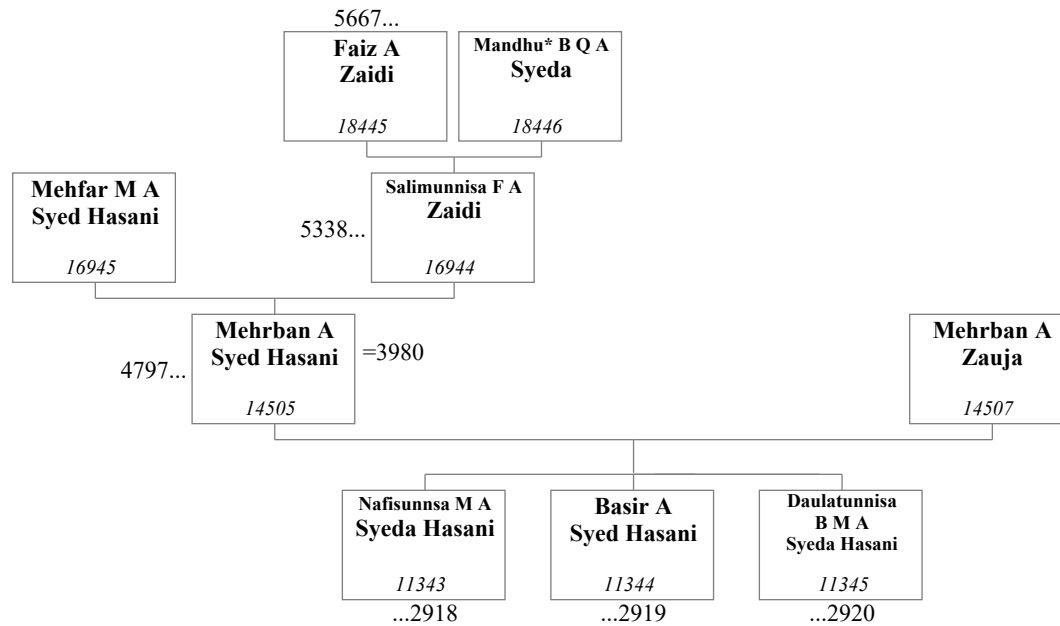 5667...
Faiz A
Zaidi
18445
Mandhu* B Q A
Syeda
18446
Mehfar M A
Syed Hasani
16945
5338...
Salimunnisa F A
Zaidi
16944
4797...
Mehrban A
Syed Hasani
14505
=3980
Mehrban A
Zauja
14507
Nafisunnsa M A
Syeda Hasani
11343
...2918
Basir A
Syed Hasani
11344
...2919
Daulatunnisa
B M A
Syeda Hasani
11345
...2920